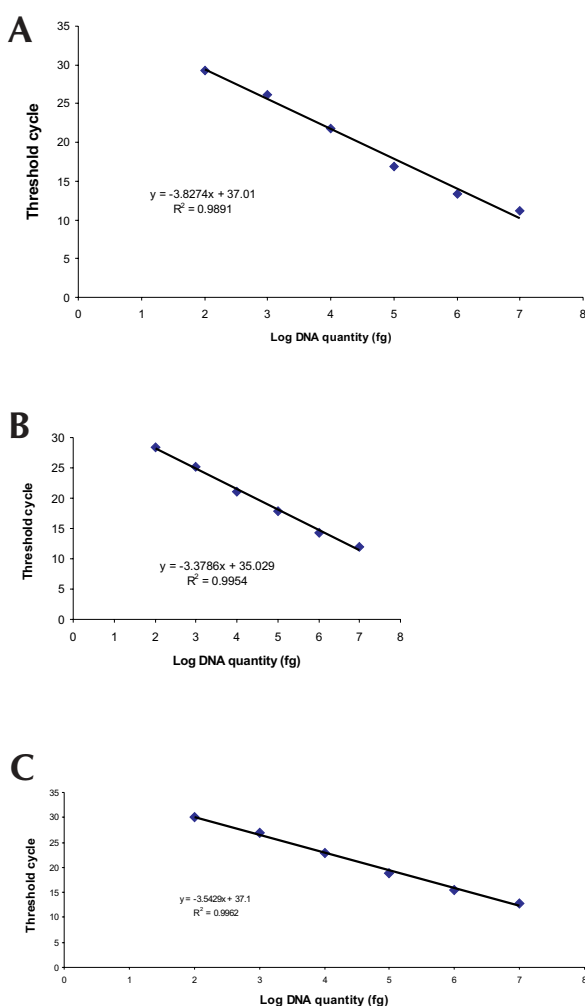 A
35
30
25
20
15
10
5
0
Threshold cycle
y = -3.8274x + 37.01
R² = 0.9891
0 1 2 3 4 5 6 7 8
Log DNA quantity (fg)
B
30
25
20
15
10
5
0
Threshold cycle
y = -3.3786x + 35.029
R² = 0.9954
0 1 2 3 4 5 6 7 8
Log DNA quantity (fg)
C
35
30
25
20
15
10
5
0
Threshold cycle
y = -3.5429x + 37.1
R² = 0.9962
0 1 2 3 4 5 6 7 8
Log DNA quantity (fg)